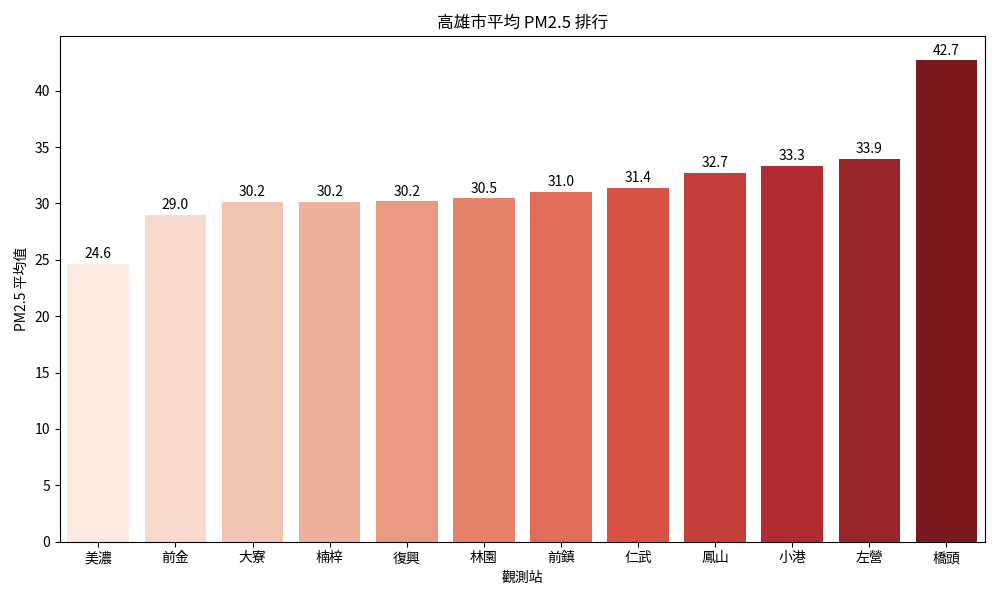 高雄市平均 PM2.5 排行
PM2.5 平均值
40
35
30
25
20
15
10
5
0
24.6
29.0
30.2
30.2
30.2
30.5
31.0
31.4
32.7
33.3
33.9
42.7
美濃
前金
大寮
楠梓
復興
林園
前鎮
仁武
鳳山
小港
左營
橋頭
觀測站